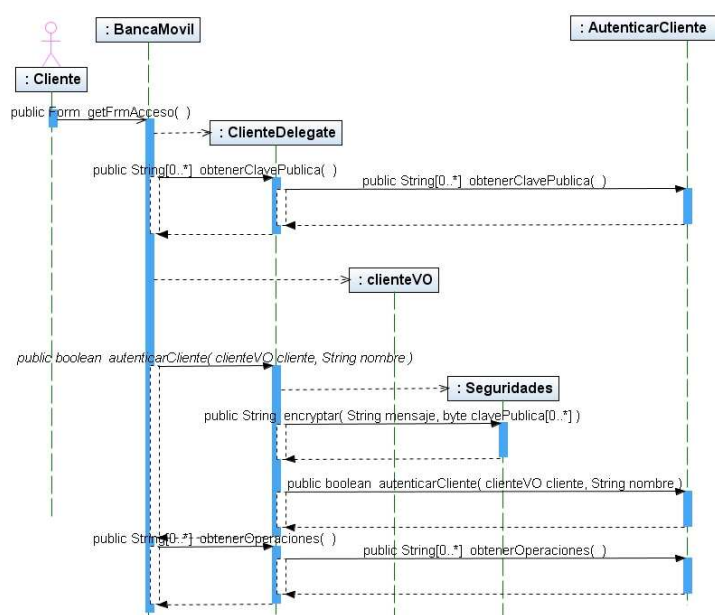 : BancaMovil
: AutenticarCliente
: Cliente
public Form getFrmAcceso( )
: ClienteDelegate
public String[0..*] obtenerClavePublica( )
public String[0..*] obtenerClavePublica( )
: clienteVO
public boolean autenticarCliente( clienteVO cliente, String nombre )
: Seguridades
public String encryptar( String mensaje, byte clavePublica[0..*] )
public boolean autenticarCliente( clienteVO cliente, String nombre )
public String[0..*] obtenerOperaciones( )
public String[0..*] obtenerOperaciones( )